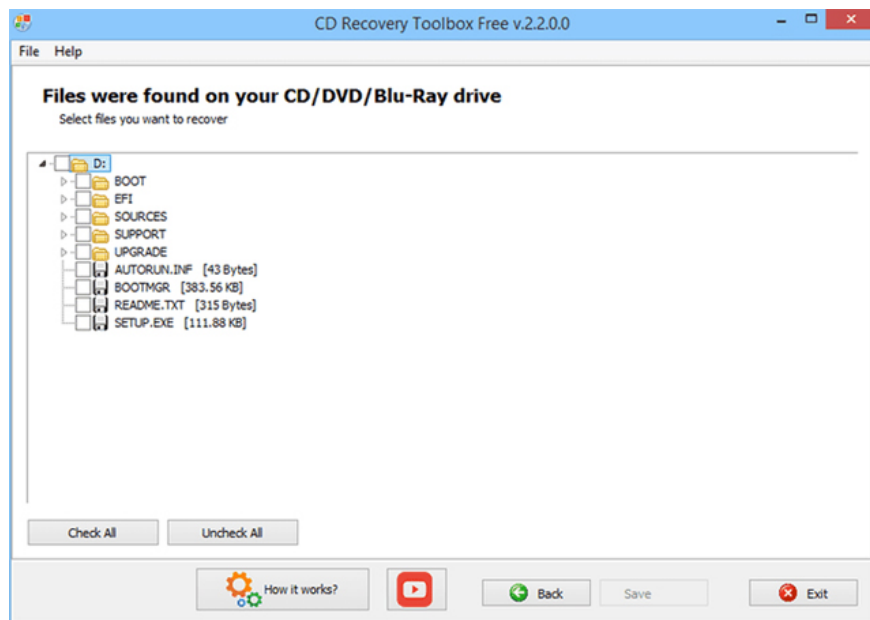 CD Recovery Toolbox Free v.2.2.0.0
File Help
Files were found on your CD/DVD/Blu-Ray drive
Select files you want to recover
D:
BOOT
EFI
SOURCES
SUPPORT
UPGRADE
AUTORUN.INF [43 Bytes]
BOOTMGR [383.56 KB]
README.TXT [315 Bytes]
SETUP.EXE [111.88 KB]
Check All Uncheck All
How it works? Back Save Exit